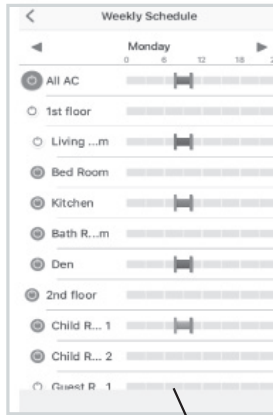 Weekly Schedule
Monday
0 6 12 18 2
All AC
1st floor
Living ...m
Bed Room
Kitchen
Bath R...m
Den
2nd floor
Child R... 1
Child R... 2
Guest R...1